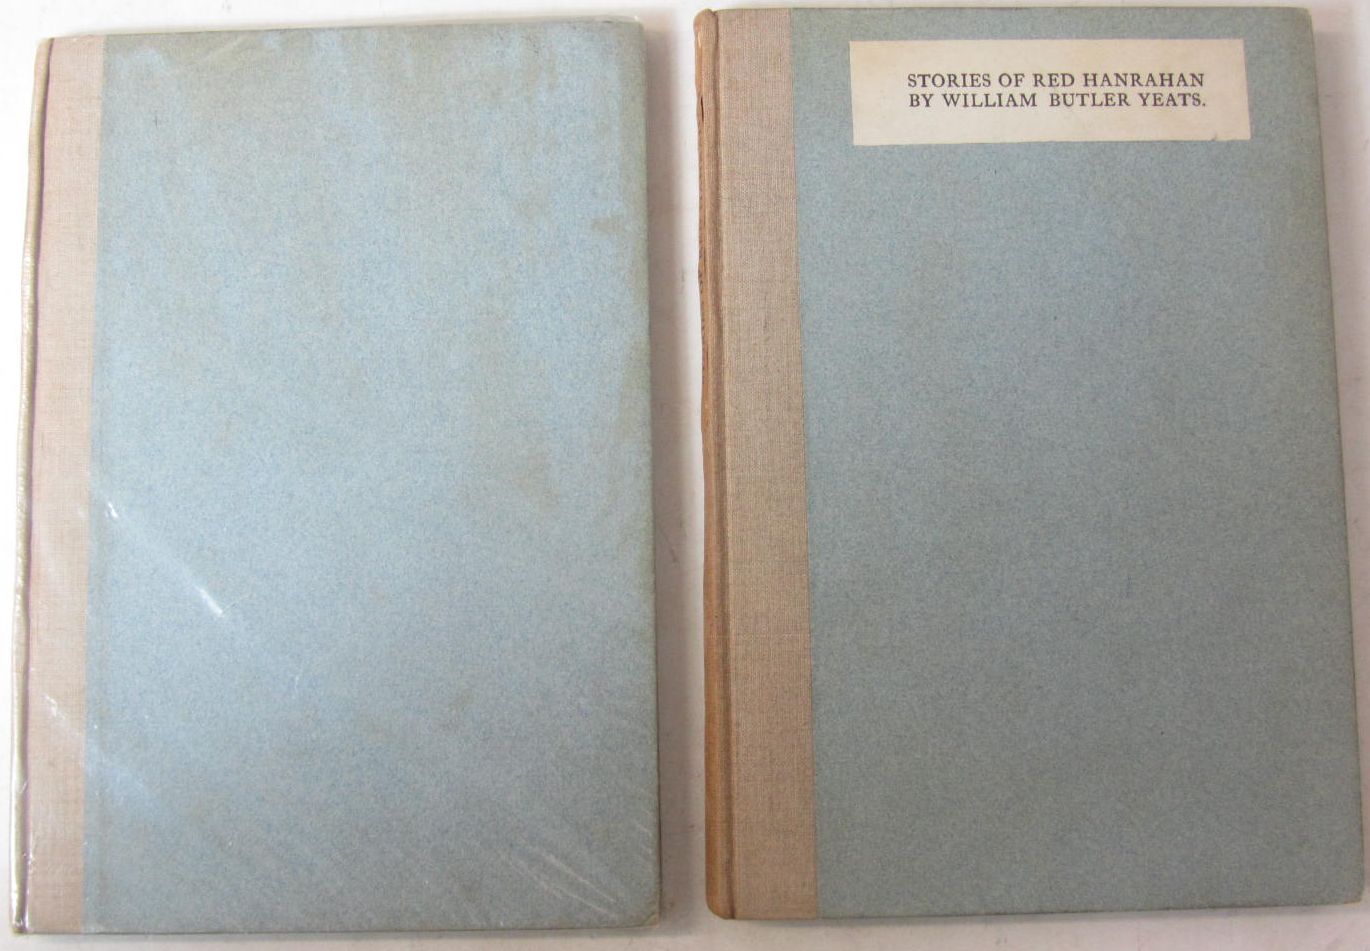 STORIES OF RED HANRAHAN
BY WILLIAM BUTLER YEATS.